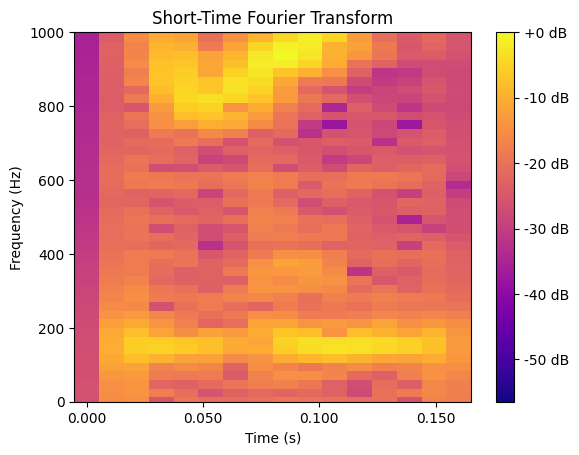 Short-Time Fourier Transform
1000
800
600
400
200
0
Frequency (Hz)
0.000
0.050
0.100
0.150
Time (s)
+0 dB
-10 dB
-20 dB
-30 dB
-40 dB
-50 dB